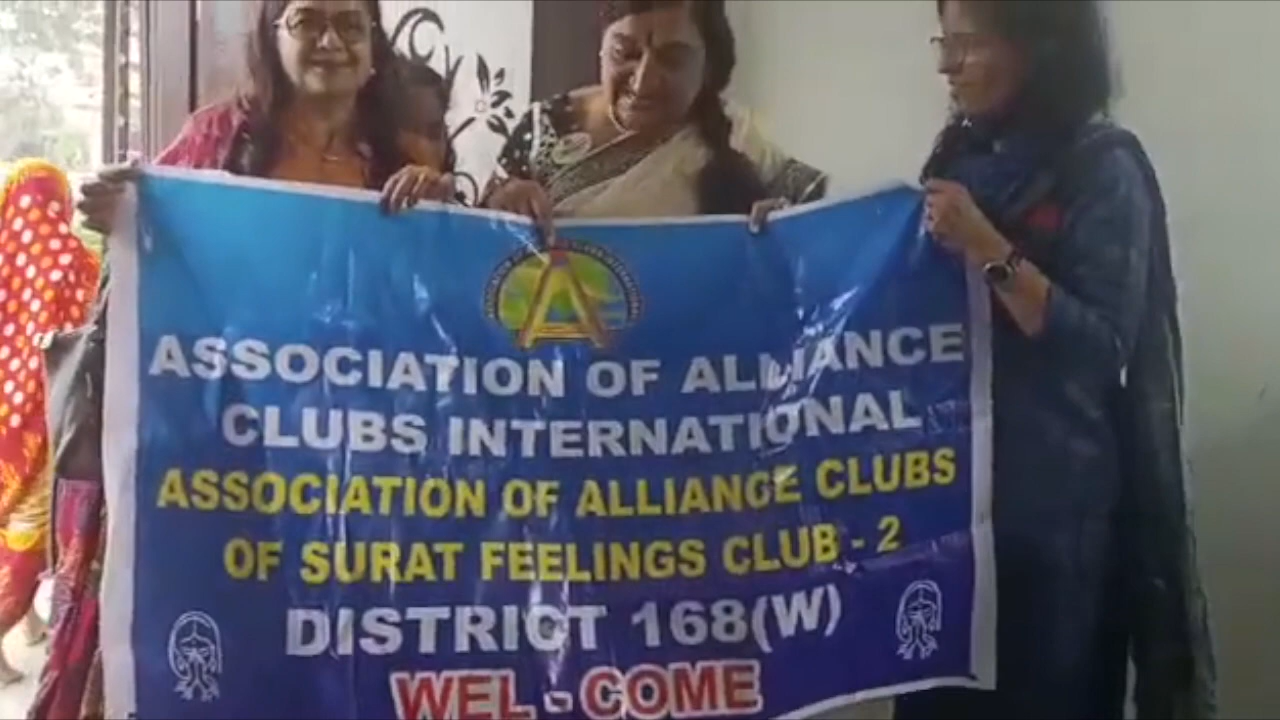 ASSOCIATION OF ALLIANCE
CLUBS INTERNATIONAL
ASSOCIATION OF ALLIANCE CLUBS
OF SURAT FEELINGS CLUB - 2
DISTRICT 168(W)
WEL - COME